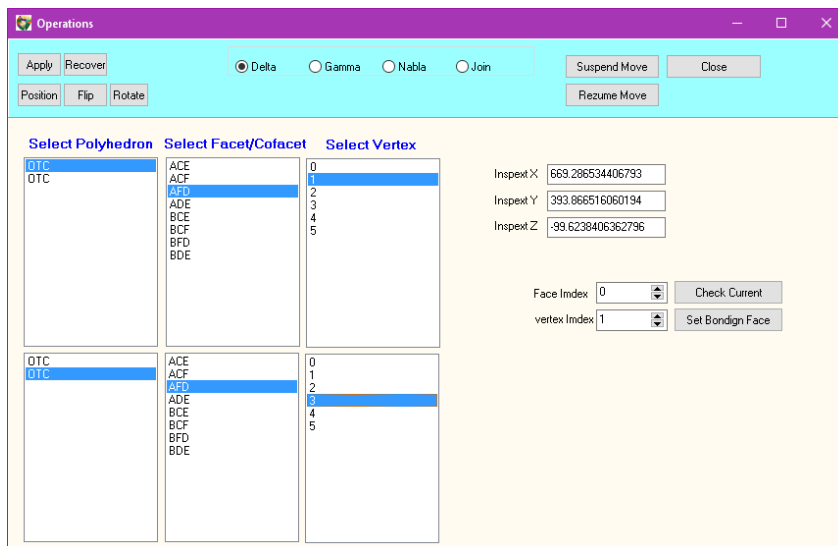 Operations
Apply Recover Delta Gamma Nabla Join Suspend Move Close
Position Flip Rotate Rezume Move
Select Polyhedron Select Facet/Cofacet Select Vertex
OTC ACE 0
OTC ACF 1
AFD 2
ADE 3
BCE 4
BCF 5
BFD
BDE
Inspext X 669.286534406793
Inspext Y 393.866516060194
Inspext Z -99.6238406362796
Face Imdex 0 Check Current
vertex Imdex 1 Set Bondign Face
OTC ACE 0
OTC ACF 1
AFD 2
ADE 3
BCE 4
BCF 5
BFD
BDE